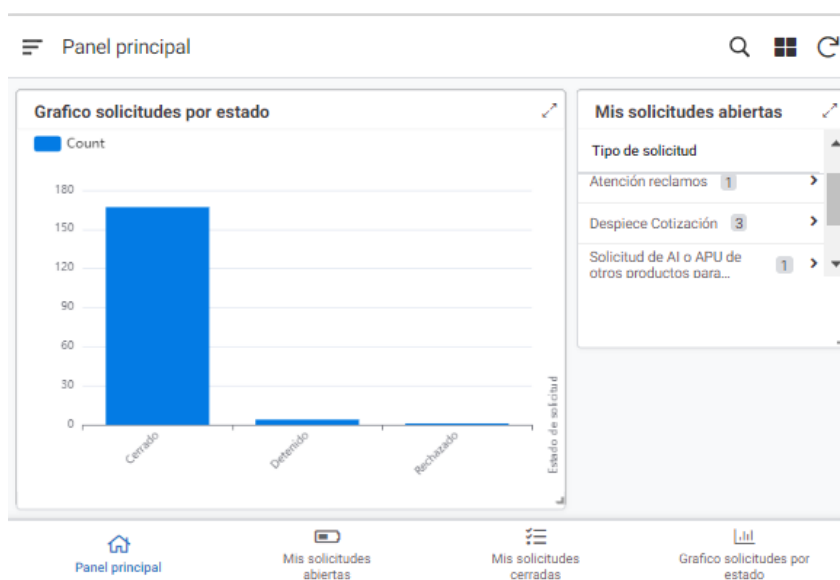 Panel principal
Grafico solicitudes por estado
Count
180
150
120
90
60
30
0
Cerrado
Detenido
Rechazado
Estado de solicitud
Mis solicitudes abiertas
Tipo de solicitud
Atención reclamos 1
Despiece Cotización 3
Solicitud de AI o APU de 1
otros productos para...
Panel principal
Mis solicitudes
abiertas
Mis solicitudes
cerradas
Grafico solicitudes por
estado